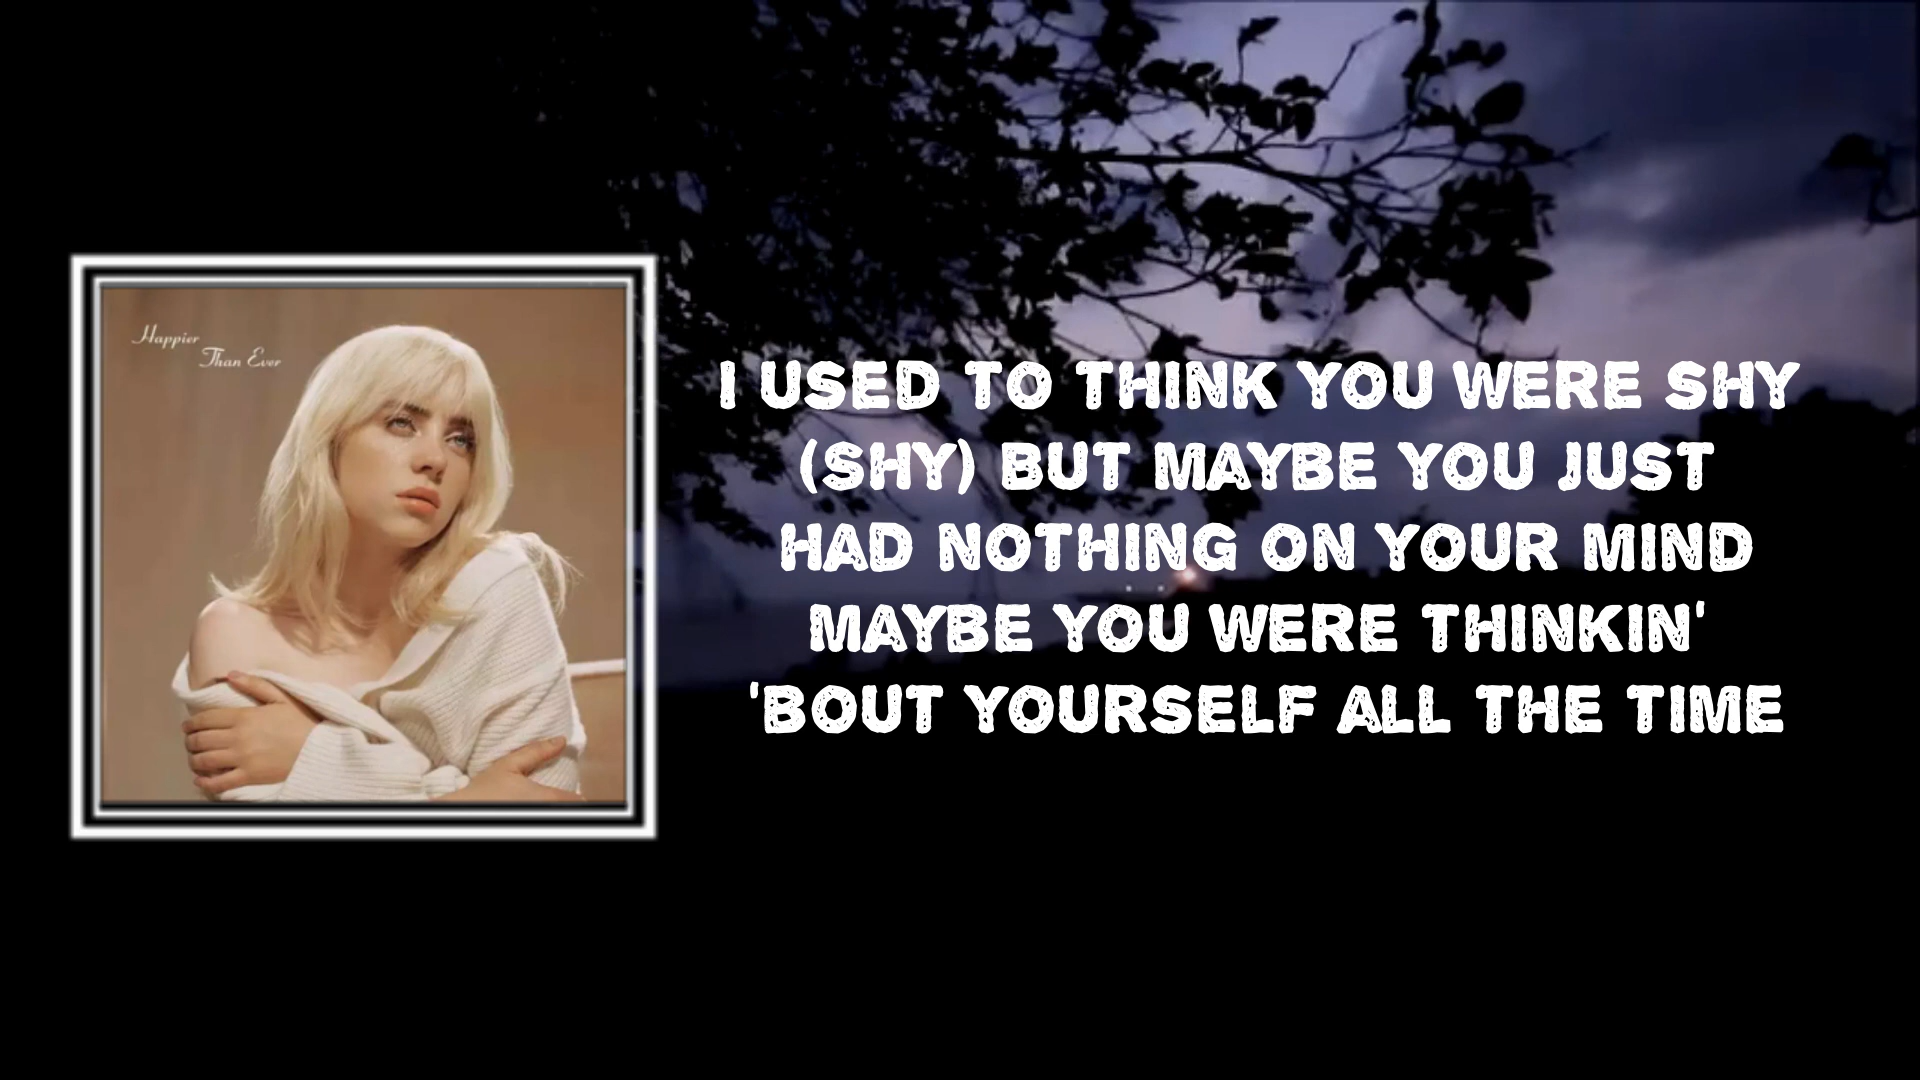 Happier
Than Ever
I USED TO THINK YOU WERE SHY
(SHY) BUT MAYBE YOU JUST
HAD NOTHING ON YOUR MIND
MAYBE YOU WERE THINKIN'
'BOUT YOURSELF ALL THE TIME